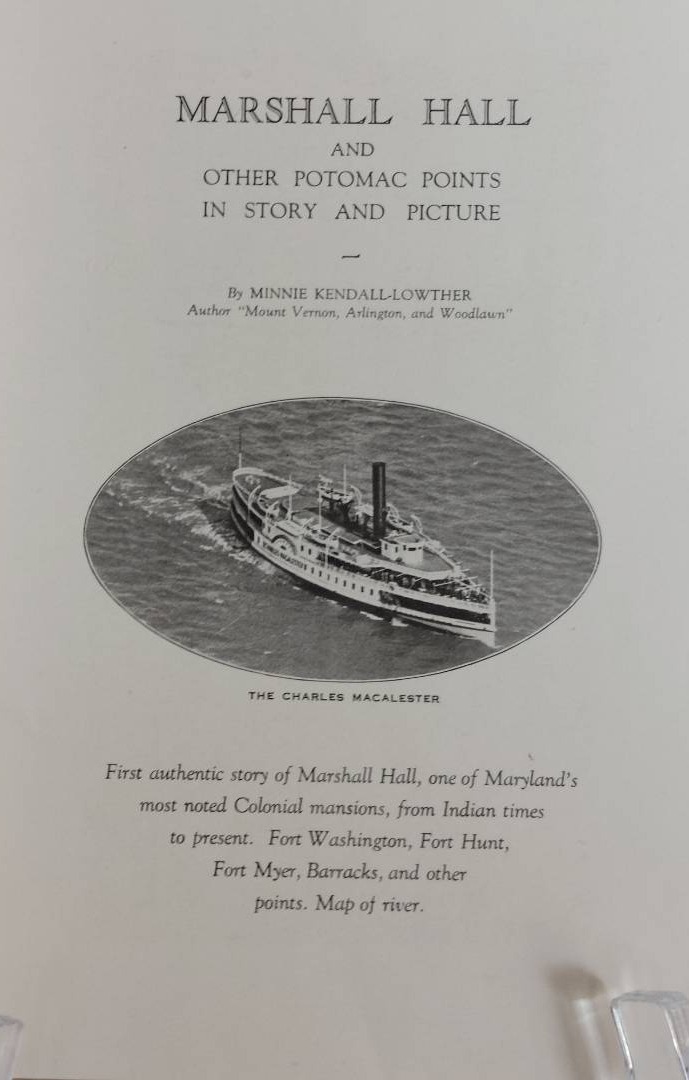 MARSHALL HALL
AND
OTHER POTOMAC POINTS
IN STORY AND PICTURE
By MINNIE KENDALL-LOWTHER
Author "Mount Vernon, Arlington, and Woodlawn"
THE CHARLES MACALESTER
First authentic story of Marshall Hall, one of Maryland's
most noted Colonial mansions, from Indian times
to present. Fort Washington, Fort Hunt,
Fort Myer, Barracks, and other
points. Map of river.